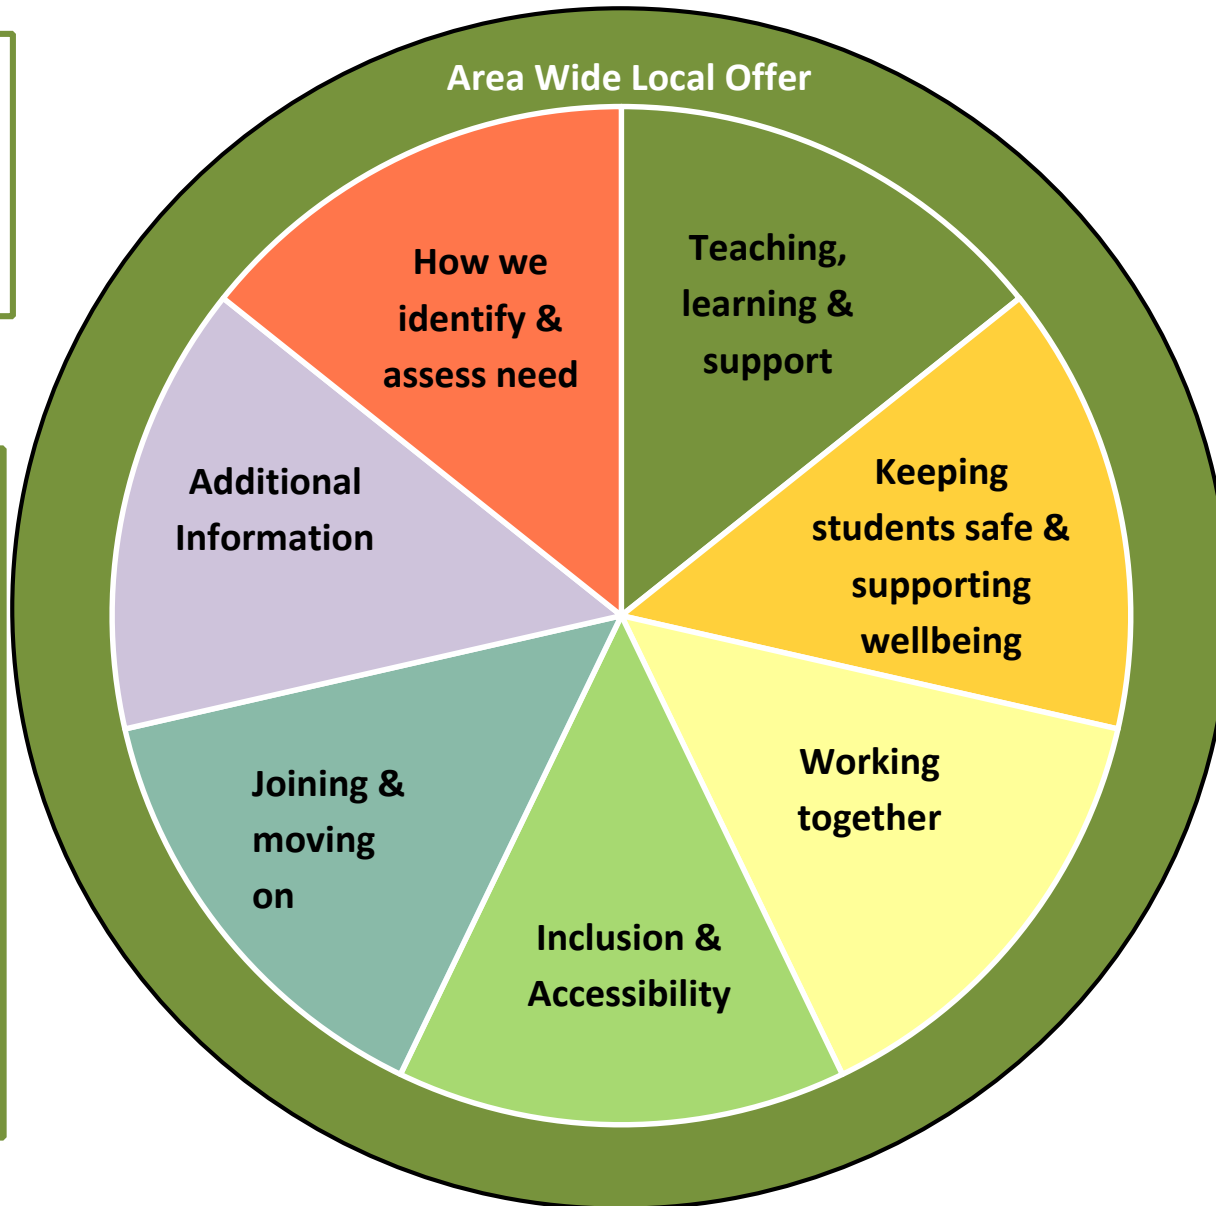 Area Wide Local Offer
How we
identify &
assess need
Teaching,
learning &
support
Keeping
students safe &
supporting
wellbeing
Working
together
Inclusion &
Accessibility
Joining &
moving
on
Additional
Information